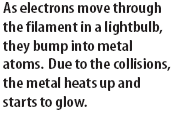 As electrons move through
the filament in a lightbulb,
they bump into metal
atoms. Due to the collisions,
the metal heats up and
starts to glow.